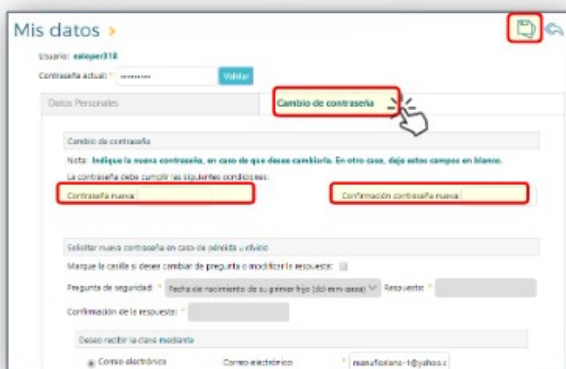 Mis datos >
Usuario: ealoper318
Contraseña actual: * ••••••••• Validar
Datos Personales Cambio de contraseña
Cambio de contraseña
Nota: Indique la nueva contraseña, en caso de que desee cambiarla. En otro caso, deje estos campos en blanco.
La contraseña debe cumplir las siguientes condiciones:
Contraseña nueva: Confirmación contraseña nueva:
Solicitar nueva contraseña en caso de pérdida u olvido
Marque la casilla si desea cambiar de pregunta o modificar la respuesta:
Pregunta de seguridad: * Fecha de nacimiento de su primer hijo (dd-mm-aaaa) Respuesta: *
Confirmación de la respuesta: *
Deseo recibir la clave mediante
Correo electrónico Correo electrónico: * manufloriano-1@yahoo.c